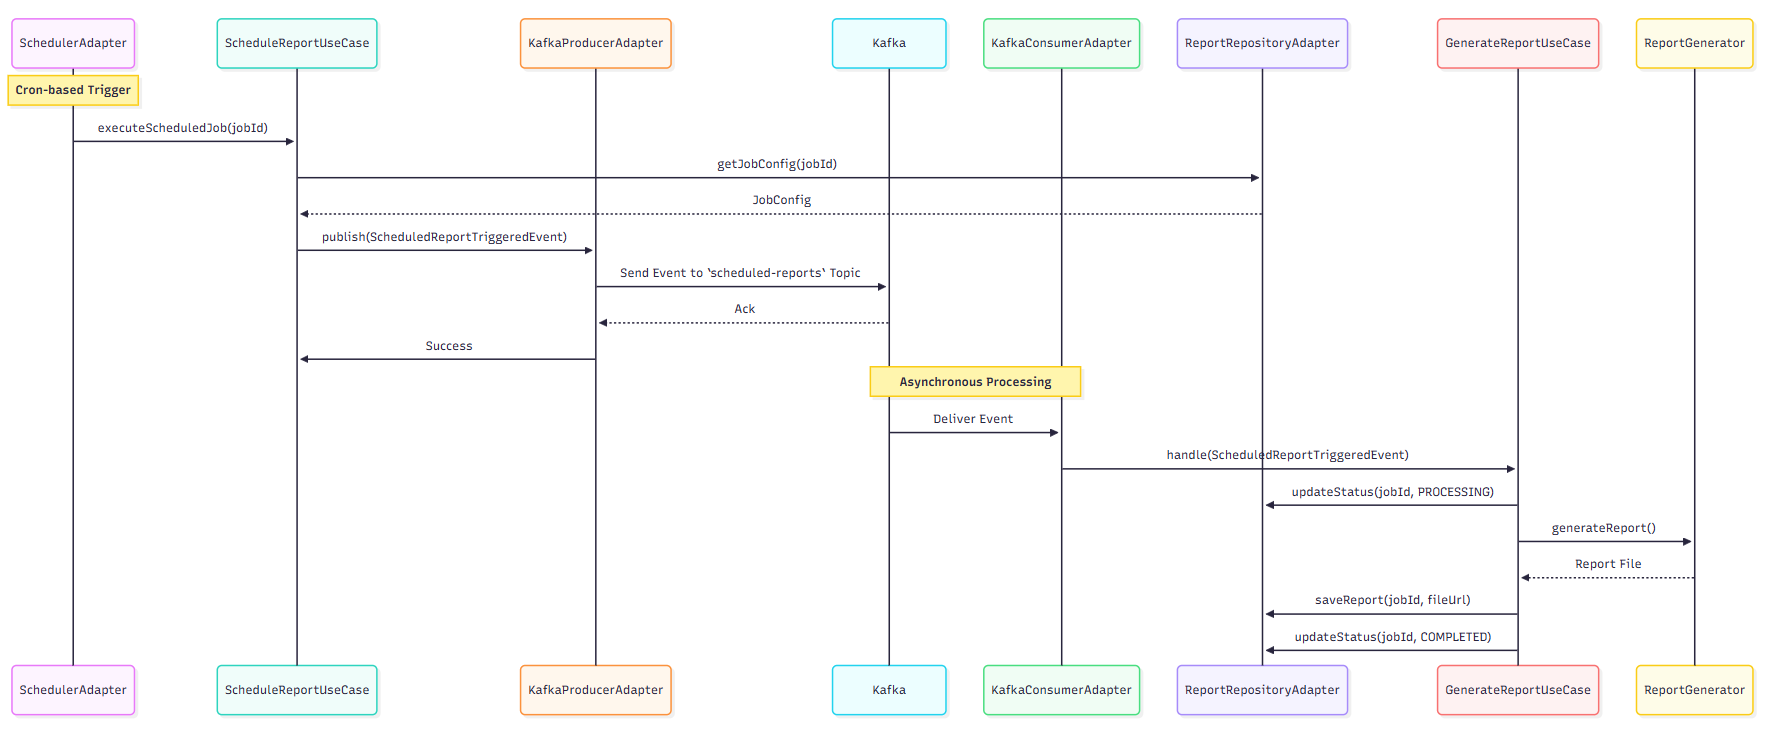 SchedulerAdapter
ScheduleReportUseCase
KafkaProducerAdapter
Kafka
KafkaConsumerAdapter
ReportRepositoryAdapter
GenerateReportUseCase
ReportGenerator
Cron-based Trigger
executeScheduledJob(jobId)
getJobConfig(jobId)
JobConfig
publish(ScheduledReportTriggeredEvent)
Send Event to `scheduled-reports` Topic
Ack
Success
Asynchronous Processing
Deliver Event
handle(ScheduledReportTriggeredEvent)
updateStatus(jobId, PROCESSING)
generateReport()
Report File
saveReport(jobId, fileUrl)
updateStatus(jobId, COMPLETED)
SchedulerAdapter
ScheduleReportUseCase
KafkaProducerAdapter
Kafka
KafkaConsumerAdapter
ReportRepositoryAdapter
GenerateReportUseCase
ReportGenerator